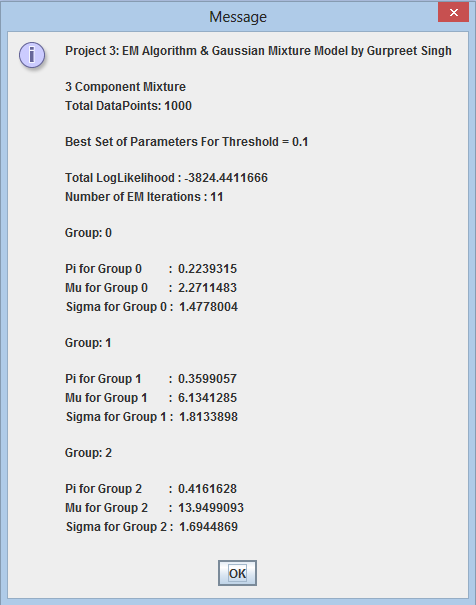 Message
Project 3: EM Algorithm & Gaussian Mixture Model by Gurpreet Singh
3 Component Mixture
Total DataPoints: 1000
Best Set of Parameters For Threshold = 0.1
Total LogLikelihood : -3824.4411666
Number of EM Iterations : 11
Group: 0
Pi for Group 0 : 0.2239315
Mu for Group 0 : 2.2711483
Sigma for Group 0 : 1.4778004
Group: 1
Pi for Group 1 : 0.3599057
Mu for Group 1 : 6.1341285
Sigma for Group 1 : 1.8133898
Group: 2
Pi for Group 2 : 0.4161628
Mu for Group 2 : 13.9499093
Sigma for Group 2 : 1.6944869
OK